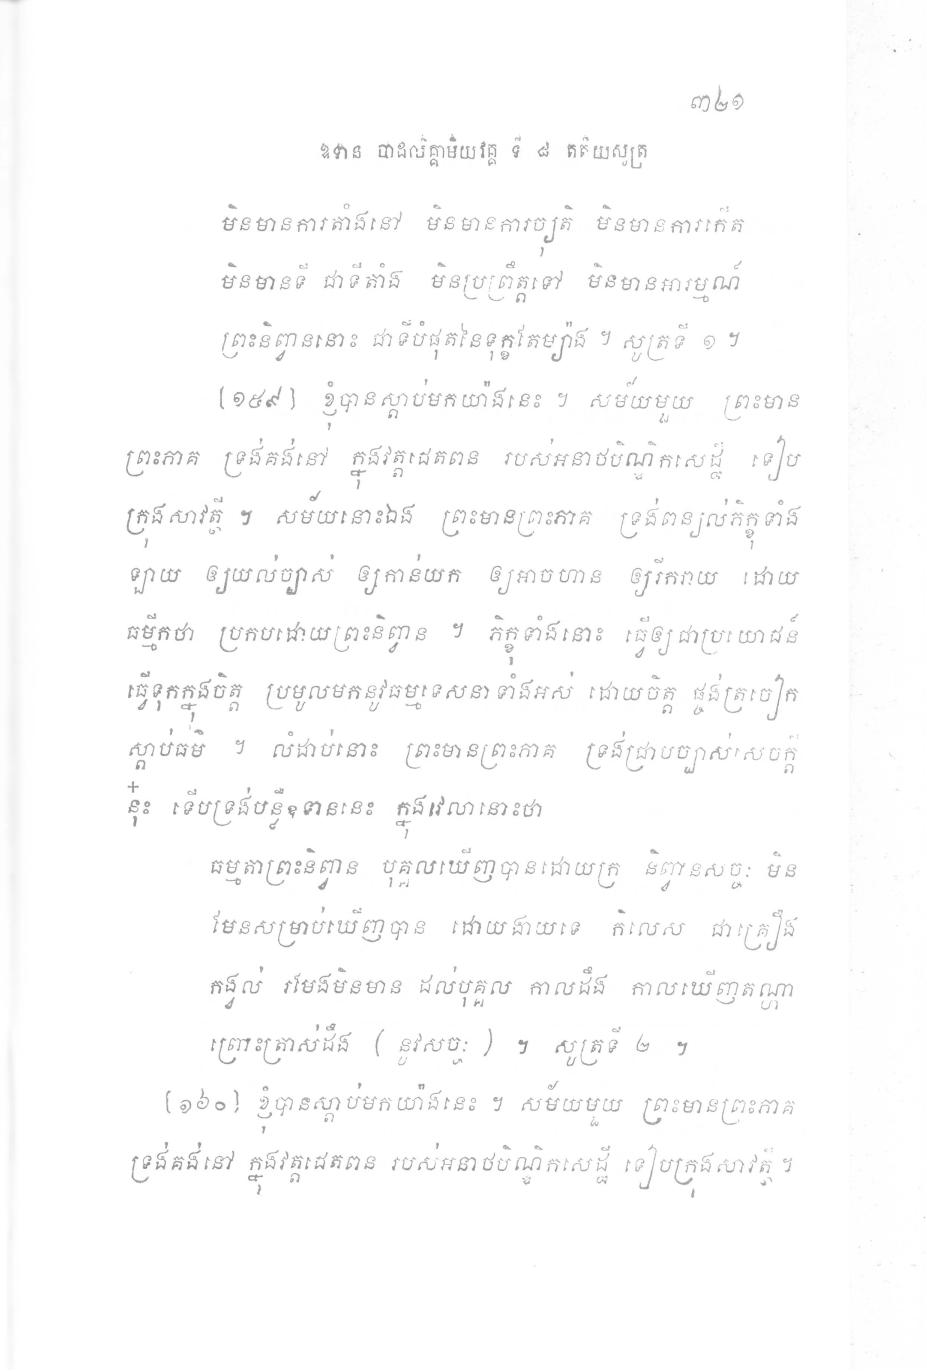 ៣២១
ឧទាន បាដលិគ្គាមិយវគ្គ ទី ៨ តតិយសូត្រ
មិនមានការតាំងនៅ មិនមានការច្យុតិ មិនមានការកើត
មិនមានទី ជាទីតាំង មិនប្រព្រឹត្តទៅ មិនមានអារម្មណ៍
ព្រះនិព្វាននោះ ជាទីបំផុតនៃទុក្ខតែម្យ៉ាង ។ សូត្រទី ១ ។
(១៥៩) ខ្ញុំបានស្តាប់មកយ៉ាងនេះ ។ សម័យមួយ ព្រះមាន
ព្រះភាគ ទ្រង់គង់នៅ ក្នុងវត្តជេតពន របស់អនាថបិណ្ឌិកសេដ្ឋី ទៀប
ក្រុងសាវត្ថី ។ សម័យនោះឯង ព្រះមានព្រះភាគ ទ្រង់ពន្យល់ភិក្ខុទាំង
ឡាយ ឲ្យយល់ច្បាស់ ឲ្យកាន់យក ឲ្យអាចហាន ឲ្យរីករាយ ដោយ
ធម្មីកថា ប្រកបដោយព្រះនិព្វាន ។ ភិក្ខុទាំងនោះ ធ្វើឲ្យជាប្រយោជន៍
ធ្វើទុកក្នុងចិត្ត ប្រមូលមកនូវធម្មទេសនាទាំងអស់ ដោយចិត្ត ផ្ចង់ត្រចៀក
ស្តាប់ធម៌ ។ លំដាប់នោះ ព្រះមានព្រះភាគ ទ្រង់ជ្រាបច្បាស់សេចក្តី
នុ៎ះ ទើបទ្រង់បន្លឺឧទាននេះ ក្នុងវេលានោះថា
ធម្មតាព្រះនិព្វាន បុគ្គលឃើញបានដោយក្រ និព្វានសច្ចៈ មិន
មែនសម្រាប់ឃើញបាន ដោយងាយទេ កិលេស ជាគ្រឿង
កង្វល់ រមែងមិនមាន ដល់បុគ្គល កាលដឹង កាលឃើញតណ្ហា
ព្រោះត្រាស់ដឹង ( នូវសច្ចៈ ) ។ សូត្រទី ២ ។
(១៦០) ខ្ញុំបានស្តាប់មកយ៉ាងនេះ ។ សម័យមួយ ព្រះមានព្រះភាគ
ទ្រង់គង់នៅ ក្នុងវត្តជេតពន របស់អនាថបិណ្ឌិកសេដ្ឋី ទៀបក្រុងសាវត្ថី ។